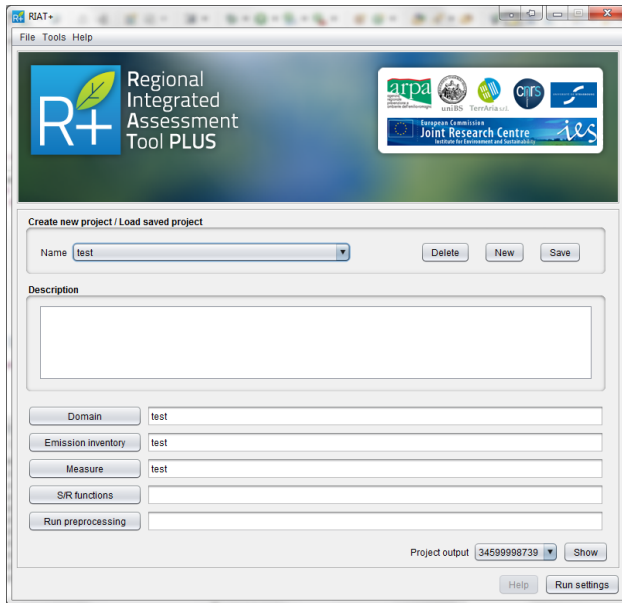 RIAT+
File Tools Help
R+
Regional
Integrated
Assessment
Tool PLUS
arpa
uniBS
TerrAria s.r.l.
cnrs
European Commission
Joint Research Centre
Institute for Environment and Sustainability
ies
Create new project / Load saved project
Name test Delete New Save
Description
Domain test
Emission inventory test
Measure test
S/R functions
Run preprocessing
Project output 34599998739 Show
Help Run settings